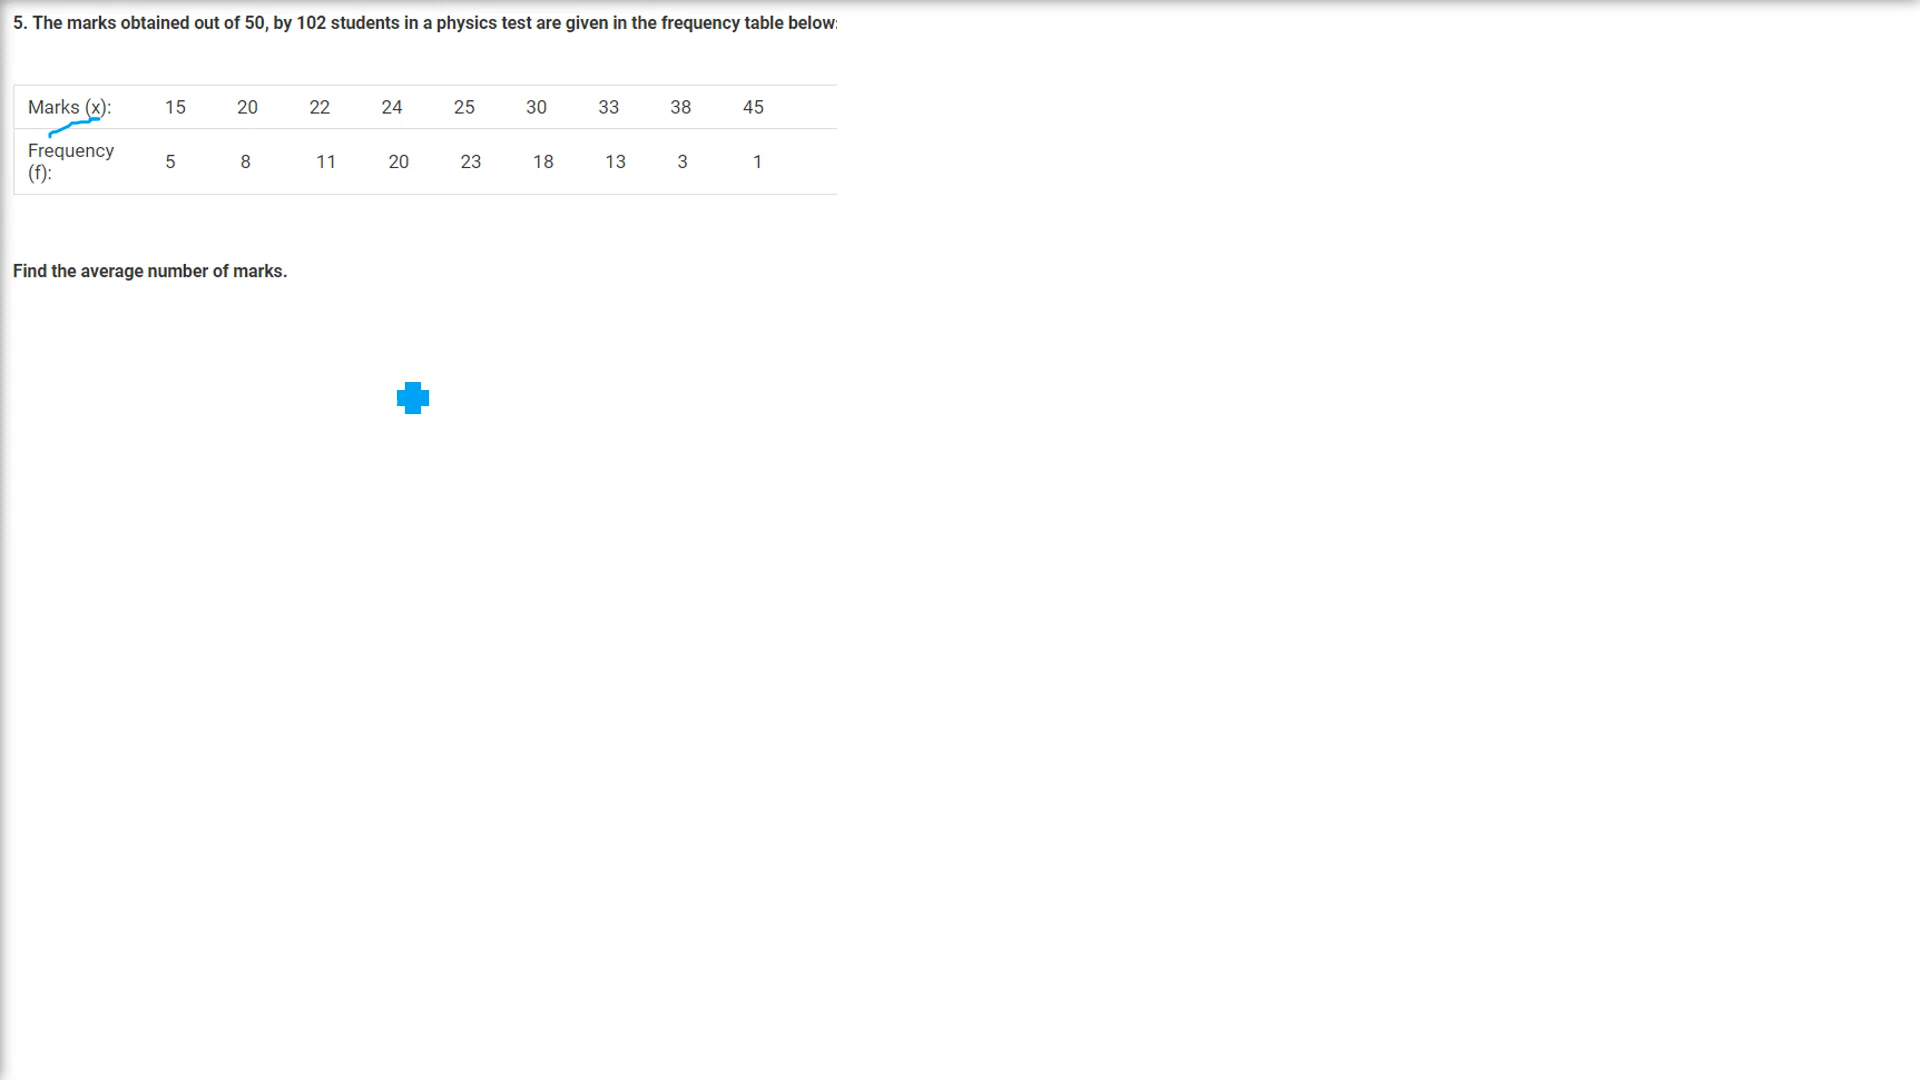 5. The marks obtained out of 50, by 102 students in a physics test are given in the frequency table below:
Marks (x): 15 20 22 24 25 30 33 38 45
Frequency (f): 5 8 11 20 23 18 13 3 1
Find the average number of marks.